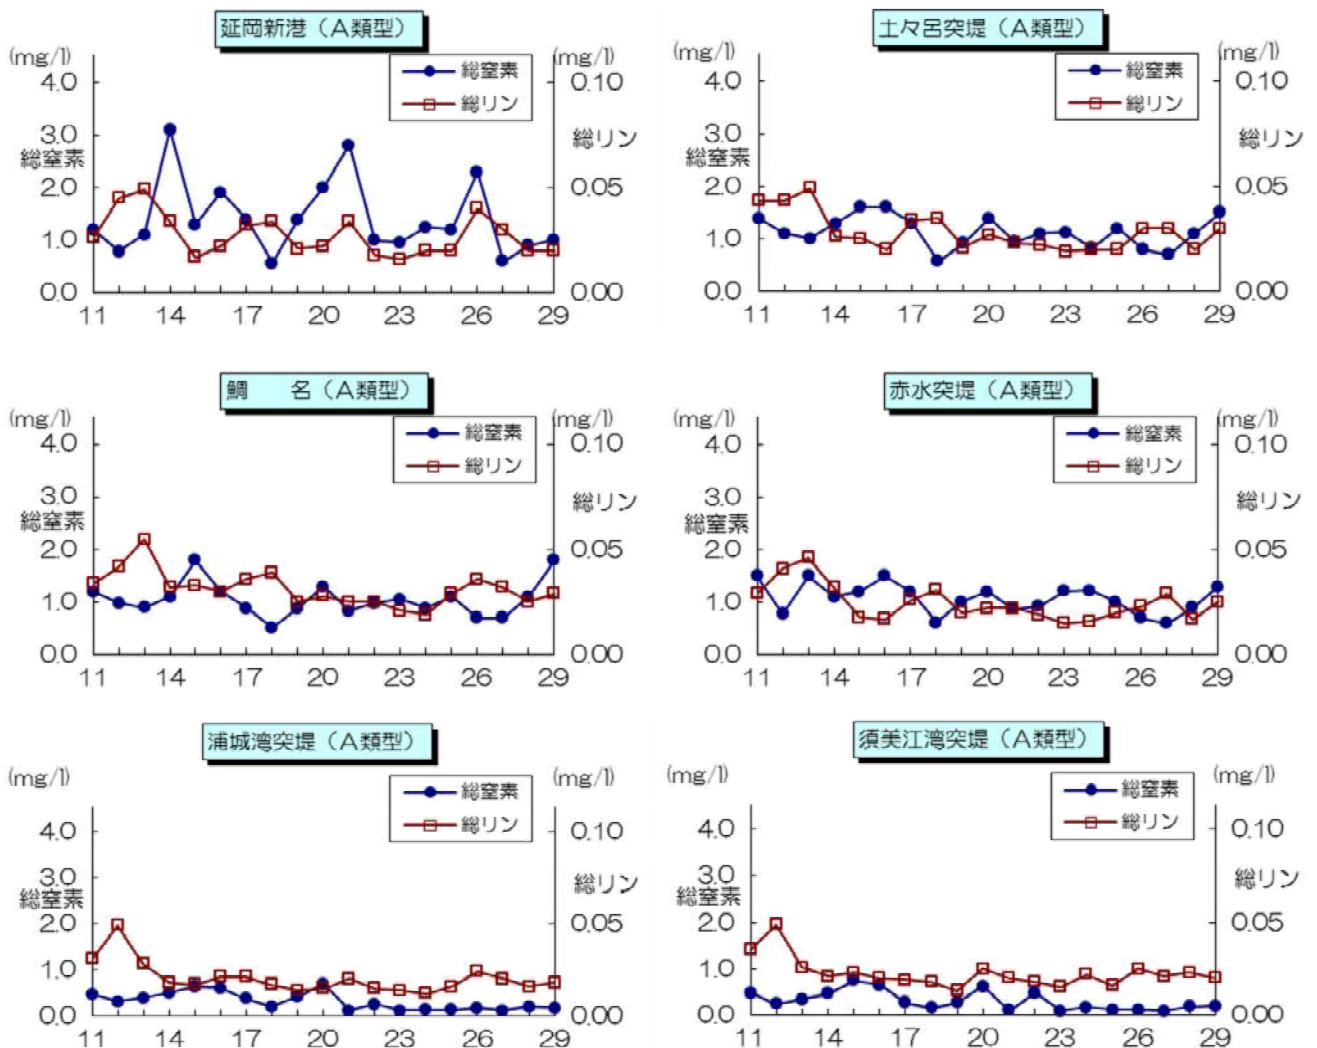 延岡新港（A類型）
(mg/l)
(mg/l)
総窒素
総リン
4.0
3.0
2.0
1.0
0.0
総窒素
0.10
0.05
0.00
総リン
11 14 17 20 23 26 29
土々呂突堤（A類型）
(mg/l)
(mg/l)
総窒素
総リン
4.0
3.0
2.0
1.0
0.0
総窒素
0.10
0.05
0.00
総リン
11 14 17 20 23 26 29
鯛　　名（A類型）
(mg/l)
(mg/l)
総窒素
総リン
4.0
3.0
2.0
1.0
0.0
総窒素
0.10
0.05
0.00
総リン
11 14 17 20 23 26 29
赤水突堤（A類型）
(mg/l)
(mg/l)
総窒素
総リン
4.0
3.0
2.0
1.0
0.0
総窒素
0.10
0.05
0.00
総リン
11 14 17 20 23 26 29
浦城湾突堤（A類型）
(mg/l)
(mg/l)
総窒素
総リン
4.0
3.0
2.0
1.0
0.0
総窒素
0.10
0.05
0.00
総リン
11 14 17 20 23 26 29
須美江湾突堤（A類型）
(mg/l)
(mg/l)
総窒素
総リン
4.0
3.0
2.0
1.0
0.0
総窒素
0.10
0.05
0.00
総リン
11 14 17 20 23 26 29